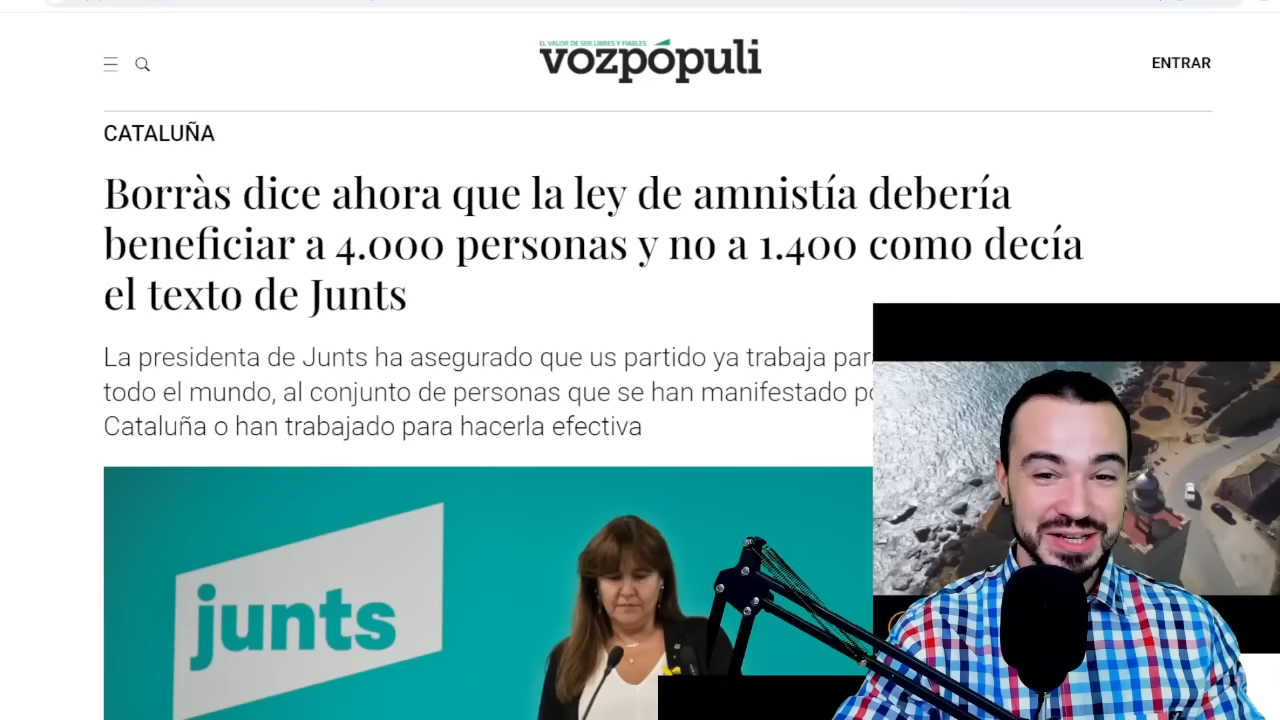 EL VALOR DE SER LIBRES Y FIABLES
vozpópuli
ENTRAR
CATALUÑA
Borràs dice ahora que la ley de amnistía debería
beneficiar a 4.000 personas y no a 1.400 como decía
el texto de Junts
La presidenta de Junts ha asegurado que us partido ya trabaja
todo el mundo, al conjunto de personas que se han manifestado
Cataluña o han trabajado para hacerla efectiva
junts